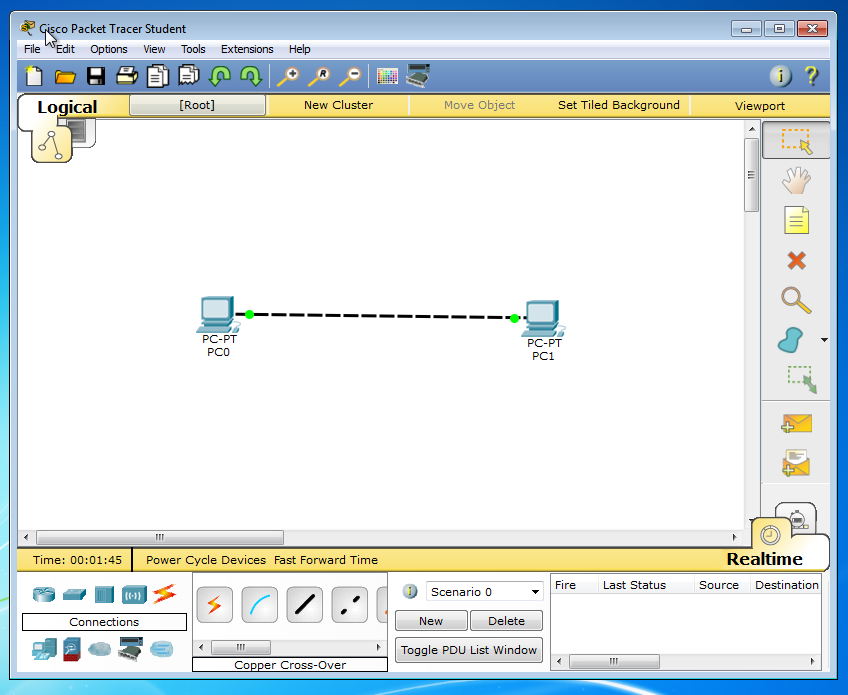 Cisco Packet Tracer Student
File Edit Options View Tools Extensions Help
Logical [Root] New Cluster Move Object Set Tiled Background Viewport
PC-PT
PC0
PC-PT
PC1
Time: 00:01:45 Power Cycle Devices Fast Forward Time
Realtime
Connections
Copper Cross-Over
Scenario 0
New Delete
Toggle PDU List Window
Fire Last Status Source Destination